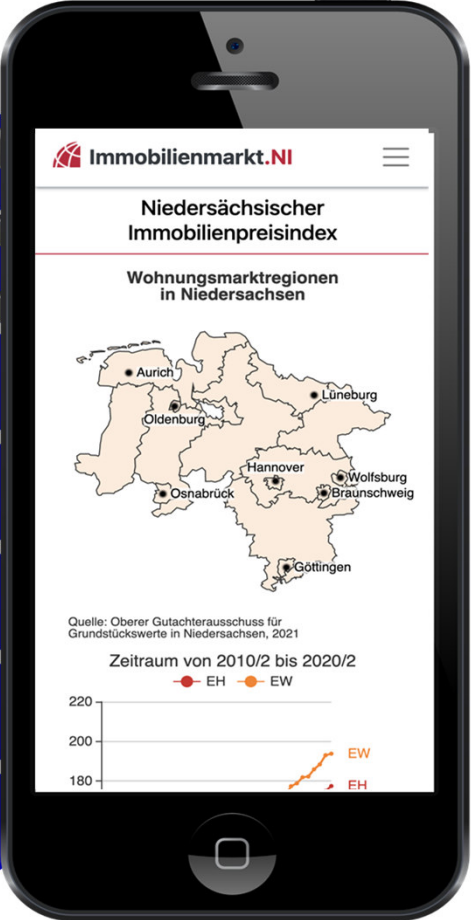 Immobilienmarkt.NI
Niedersächsischer
Immobilienpreisindex
Wohnungsmarktregionen
in Niedersachsen
Aurich
Lüneburg
Oldenburg
Hannover
Wolfsburg
Osnabrück
Braunschweig
Göttingen
Quelle: Oberer Gutachterausschuss für
Grundstückswerte in Niedersachsen, 2021
Zeitraum von 2010/2 bis 2020/2
EH EW
220
200
EW
180
EH